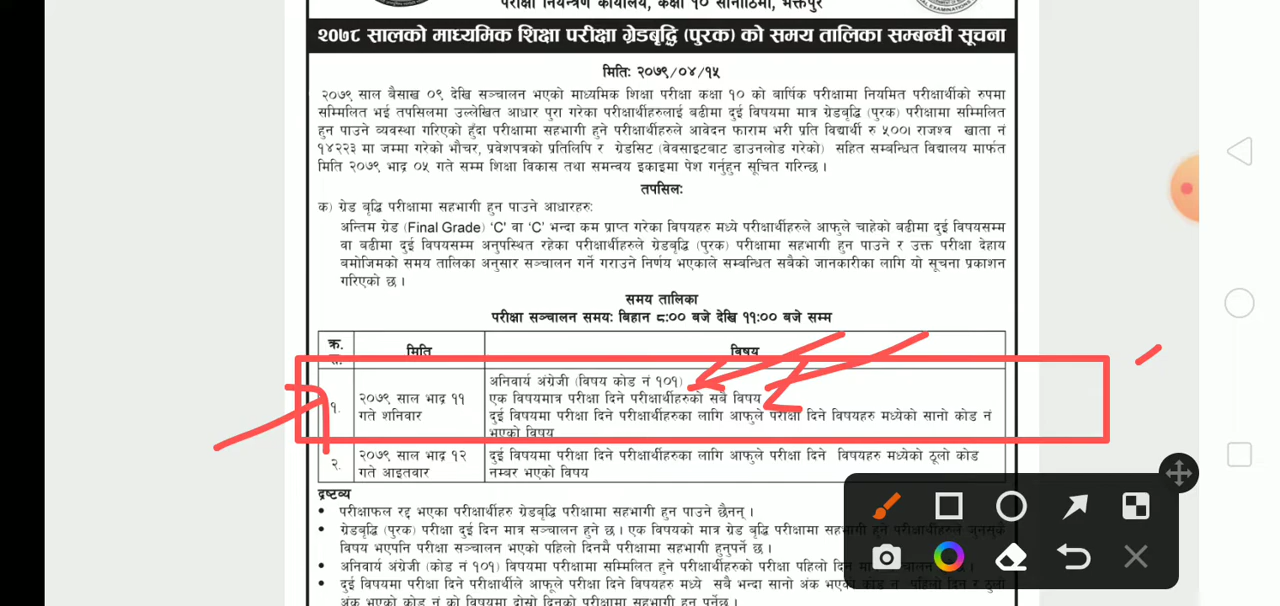 परीक्षा नियन्त्रण कार्यालय, कक्षा १० सानोठिमी, भक्तपुर
२०७८ सालको माध्यमिक शिक्षा परीक्षा ग्रेडबृद्धि (पुरक) को समय तालिका सम्बन्धी सूचना
मितिः २०७९/०४/१५
२०७९ साल बैसाख ०९ देखि सञ्चालन भएको माध्यमिक शिक्षा परीक्षा कक्षा १० को बार्षिक परीक्षामा नियमित परीक्षार्थीको रुपमा
सम्मिलित भई तपसिलमा उल्लेखित आधार पुरा गरेका परीक्षार्थीहरुलाई बढीमा दुई विषयमा मात्र ग्रेडबृद्धि (पुरक) परीक्षामा सम्मिलित
हुन पाउने व्यवस्था गरिएको हुँदा परीक्षामा सहभागी हुने परीक्षार्थीहरुले आवेदन फाराम भरी प्रति विद्यार्थी रु ५००। राजश्व खाता नं
१४२२३ मा जम्मा गरेको भौचर, प्रवेशपत्रको प्रतिलिपि र ग्रेडसिट (वेवसाइटबाट डाउनलोड गरेको) सहित सम्बन्धित विद्यालय मार्फत
मिति २०७९ भाद्र ०५ गते सम्म शिक्षा विकास तथा समन्वय इकाइमा पेश गर्नुहुन सूचित गरिन्छ ।
तपसिलः
क) ग्रेड बृद्धि परीक्षामा सहभागी हुन पाउने आधारहरुः
अन्तिम ग्रेड (Final Grade) ‘C’ वा ‘C’ भन्दा कम प्राप्त गरेका विषयहरु मध्ये परीक्षार्थीहरुले आफुले चाहेको बढीमा दुई विषयसम्म
वा बढीमा दुई विषयसम्म अनुपस्थित रहेका परीक्षार्थीहरुले ग्रेडबृद्धि (पुरक) परीक्षामा सहभागी हुन पाउने र उक्त परीक्षा देहाय
बमोजिमको समय तालिका अनुसार सञ्चालन गर्ने गराउने निर्णय भएकाले सम्बन्धित सबैको जानकारीका लागि यो सूचना प्रकाशन
गरिएको छ ।
समय तालिका
परीक्षा सञ्चालन समयः बिहान ८:०० बजे देखि ११:०० बजे सम्म
क्र. मिति बिषय
१. २०७९ साल भाद्र ११ गते शनिवार
अनिवार्य अंग्रेजी (विषय कोड नं १०१)
एक विषयमात्र परीक्षा दिने परीक्षार्थीहरुको सबै विषय
दुई विषयमा परीक्षा दिने परीक्षार्थीहरुका लागि आफुले परीक्षा दिने विषयहरु मध्येको सानो कोड नं
भएको विषय
२. २०७९ साल भाद्र १२ गते आइतवार
दुई विषयमा परीक्षा दिने परीक्षार्थीहरुका लागि आफुले परीक्षा दिने विषयहरु मध्येको ठूलो कोड
नम्बर भएको विषय
द्रष्टव्य
• परीक्षाफल रद्द भएका परीक्षार्थीहरु ग्रेडबृद्धि परीक्षामा सहभागी हुन पाउने छैनन् ।
• ग्रेडबृद्धि (पुरक) परीक्षा दुई दिन मात्र सञ्चालन हुने छ । एक विषयको मात्र ग्रेड बृद्धि परीक्षामा सहभागी हुने
विषय भएपनि परीक्षा सञ्चालन भएको पहिलो दिनमै परीक्षामा सहभागी हुनुपर्ने छ ।
• अनिवार्य अंग्रेजी (कोड नं १०१) विषयमा परीक्षामा सम्मिलित हुने परीक्षार्थीहरुको परीक्षा पहिलो दिन
• दुई विषयमा परीक्षा दिने परीक्षार्थीले आफूले परीक्षा दिने विषयहरु मध्ये सबै भन्दा सानो अंक भएको
अंक भएको कोड नं को विषयमा दोस्रो दिनको परीक्षामा सहभागी हुन पर्नेछ ।